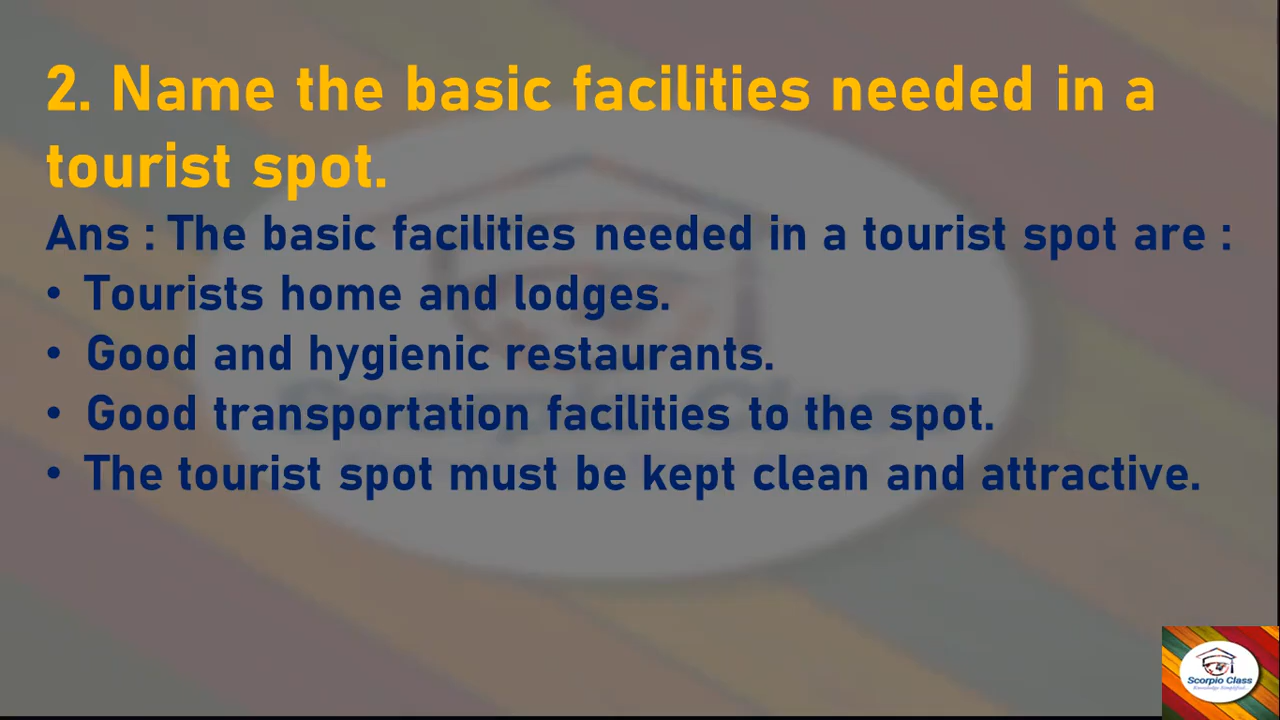 2. Name the basic facilities needed in a
tourist spot.
Ans : The basic facilities needed in a tourist spot are :
• Tourists home and lodges.
• Good and hygienic restaurants.
• Good transportation facilities to the spot.
• The tourist spot must be kept clean and attractive.
Scorpio Class
Knowledge Simplified...